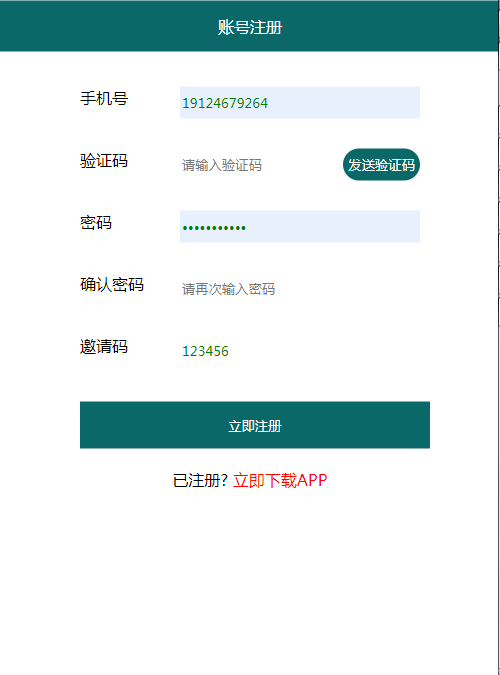 账号注册
手机号 19124679264
验证码 请输入验证码 发送验证码
密码 •••••••••••
确认密码 请再次输入密码
邀请码 123456
立即注册
已注册? 立即下载APP